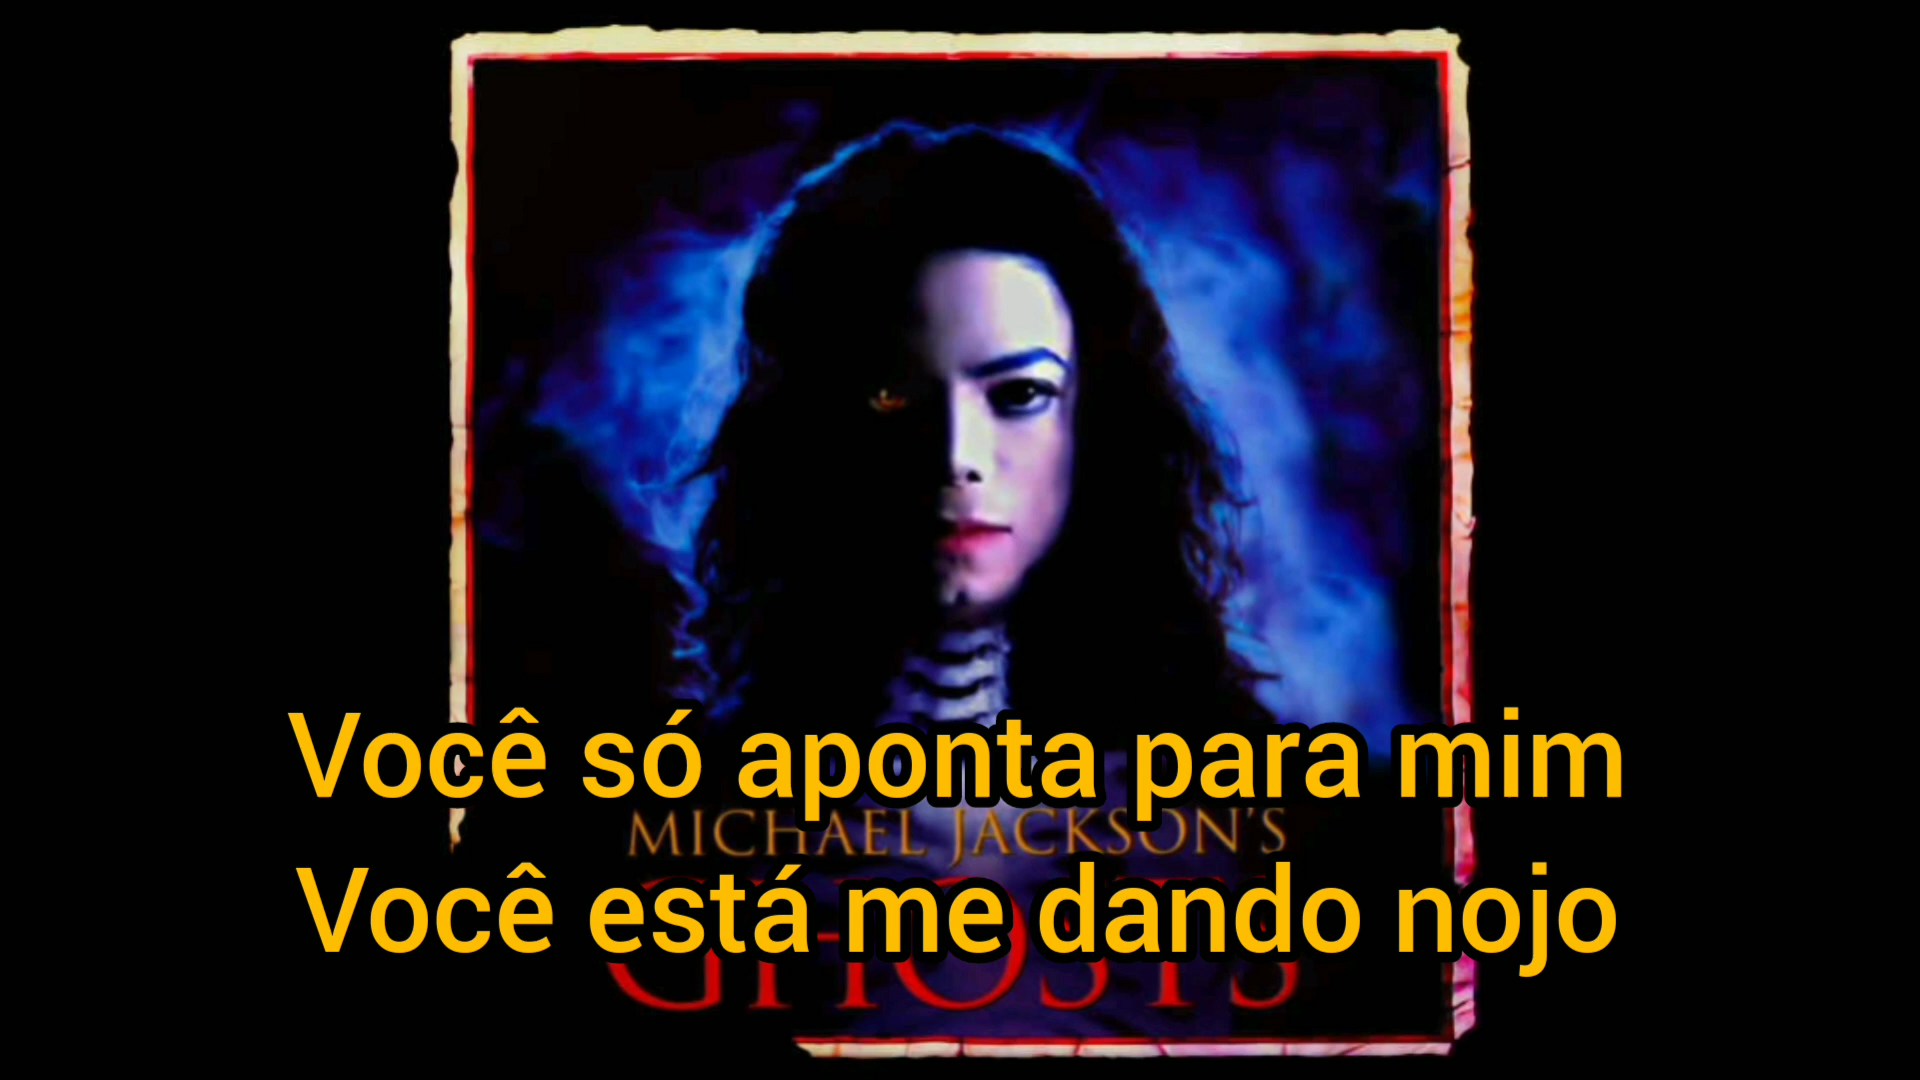 Você só aponta para mim
MICHAEL JACKSON'S
Você está me dando nojo
GHOSTS